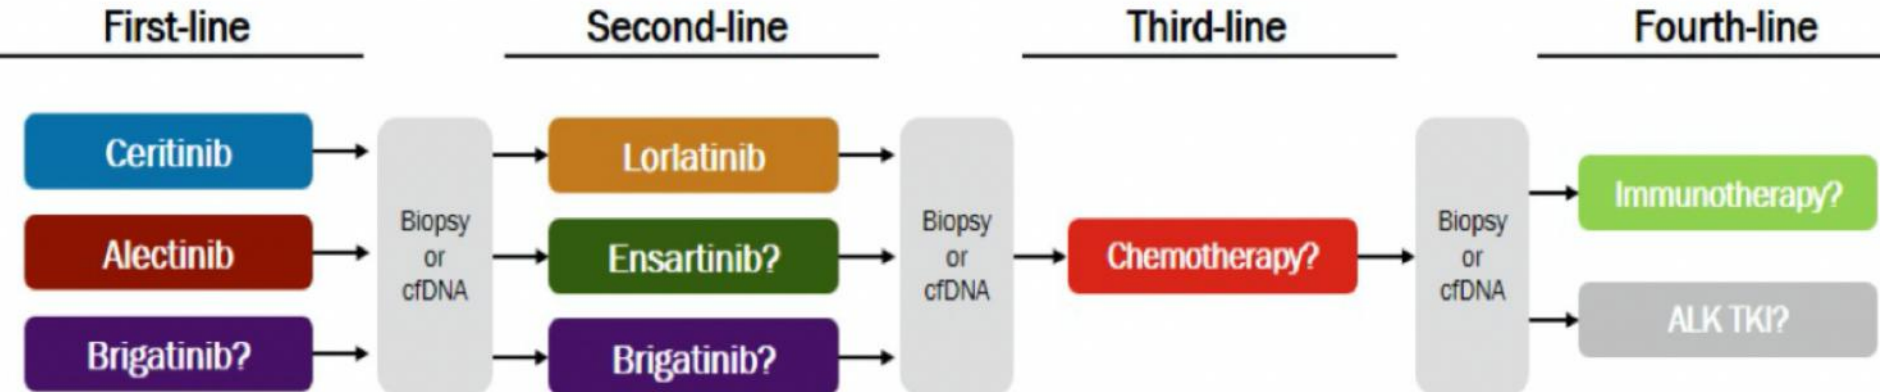 First-line
Second-line
Third-line
Fourth-line
Ceritinib
Alectinib
Brigatinib?
Biopsy
or
cfDNA
Lorlatinib
Ensartinib?
Brigatinib?
Biopsy
or
cfDNA
Chemotherapy?
Biopsy
or
cfDNA
Immunotherapy?
ALK TKI?